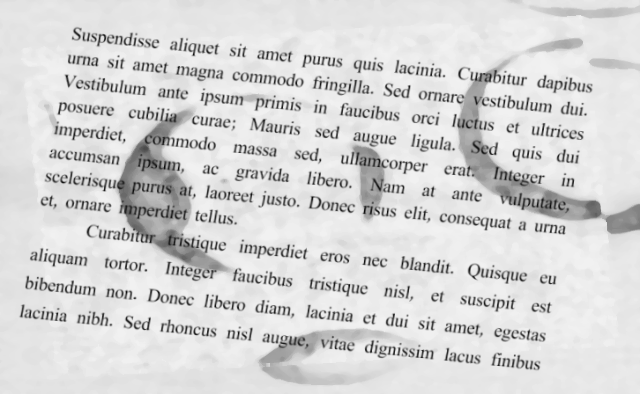 Suspendisse aliquet sit amet purus quis lacinia. Curabitur dapibus
urna sit amet magna commodo fringilla. Sed ornare vestibulum dui.
Vestibulum ante ipsum primis in faucibus orci luctus et ultrices
posuere cubilia curae; Mauris sed augue ligula. Sed quis dui
imperdiet, commodo massa sed, ullamcorper erat. Integer in
accumsan ipsum, ac gravida libero. Nam at ante vulputate,
scelerisque purus at, laoreet justo. Donec risus elit, consequat a urna
et, ornare imperdiet tellus.
Curabitur tristique imperdiet eros nec blandit. Quisque eu
aliquam tortor. Integer faucibus tristique nisl, et suscipit est
bibendum non. Donec libero diam, lacinia et dui sit amet, egestas
lacinia nibh. Sed rhoncus nisl augue, vitae dignissim lacus finibus